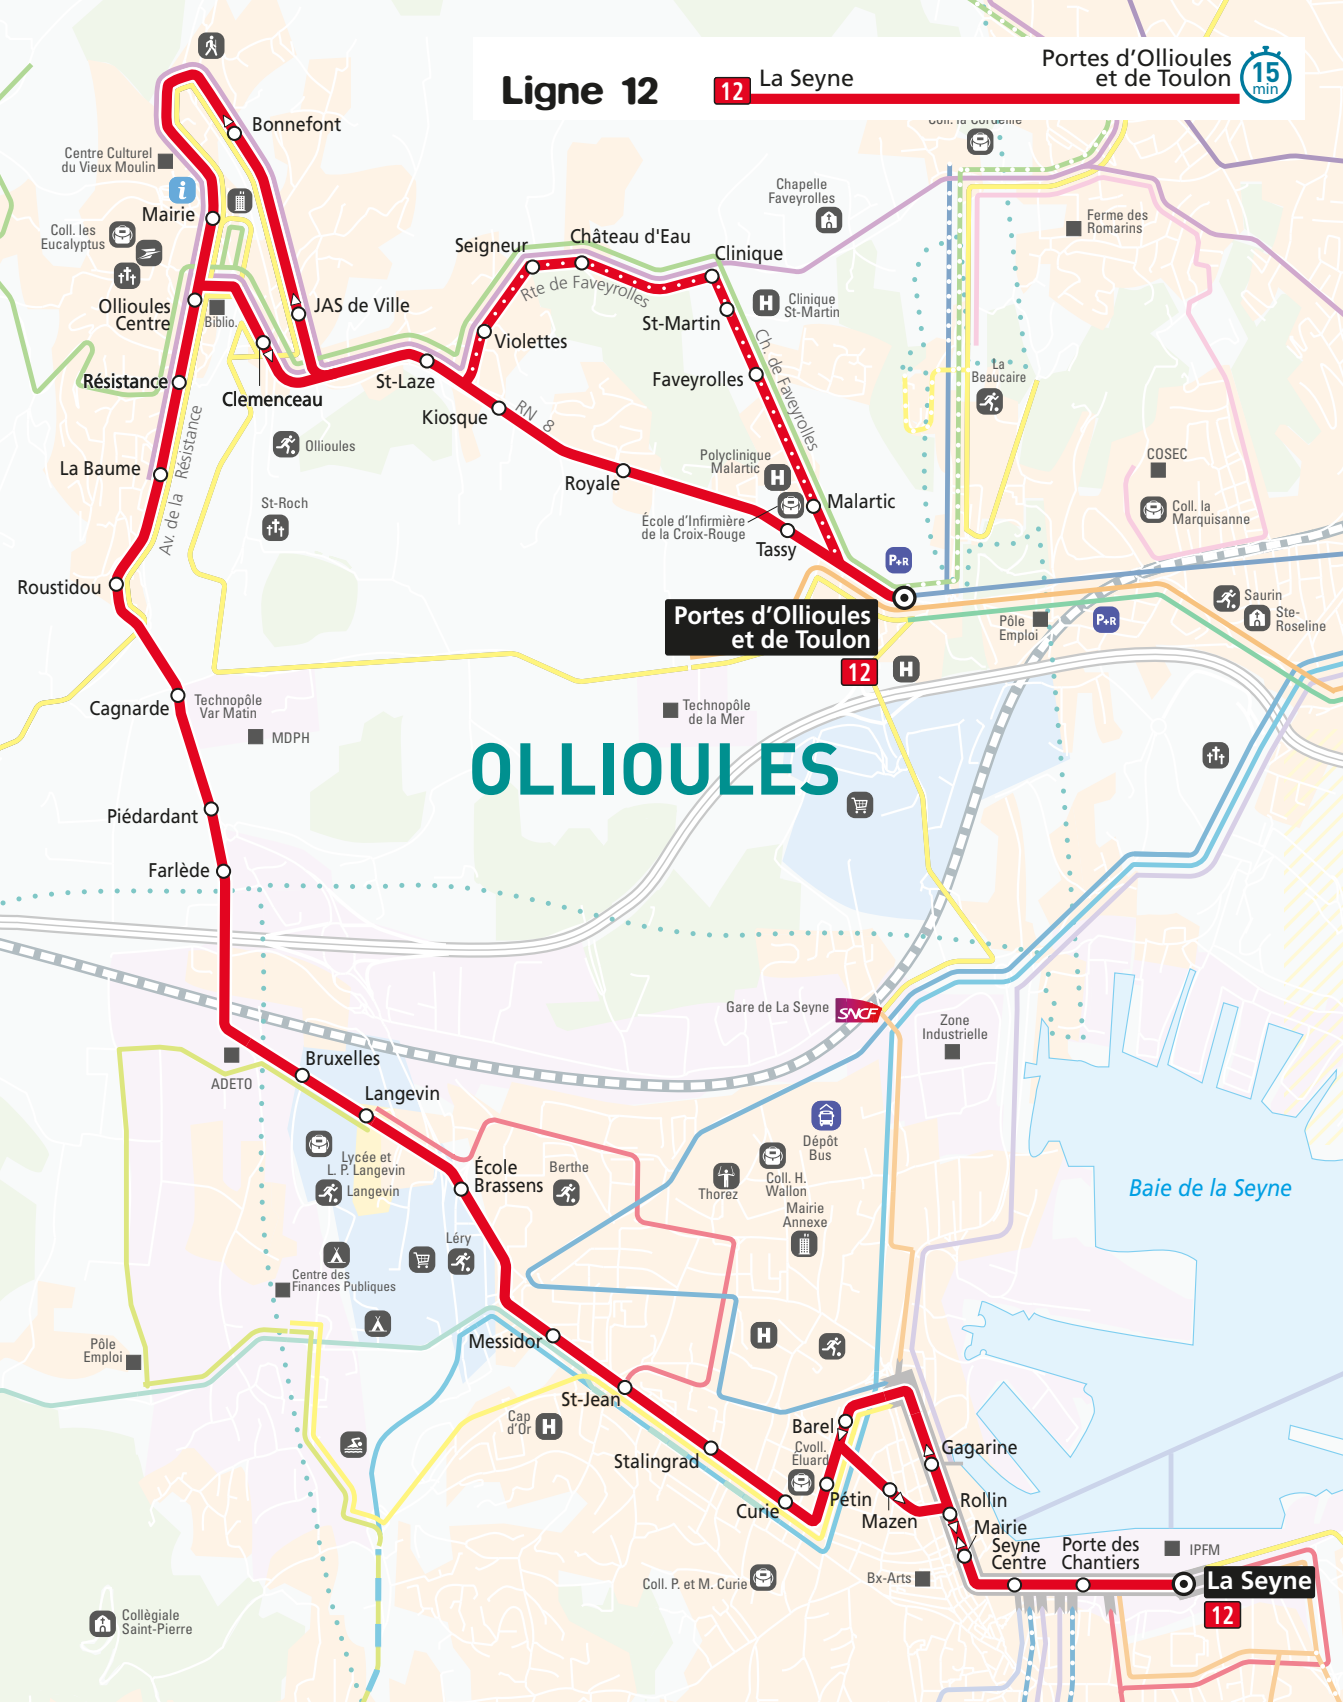 Ligne 12
12
La Seyne
Portes d'Ollioules
et de Toulon
15
min
Coll. la Cordeille
Bonnefont
Centre Culturel
du Vieux Moulin
i
Mairie
Coll. les
Eucalyptus
Chapelle
Faveyrolles
Ferme des
Romarins
Seigneur
Château d'Eau
Clinique
Rte de Faveyrolles
H
Clinique
St-Martin
Ollioules
Centre
Biblio.
JAS de Ville
St-Martin
Violettes
Ch. de Faveyrolles
Résistance
Clemenceau
St-Laze
Faveyrolles
La
Beaucaire
Kiosque
RN 8
Ollioules
Av. de la Résistance
La Baume
Royale
Polyclinique
Malartic
H
COSEC
Malartic
Coll. la
Marquisanne
St-Roch
École d'Infirmière
de la Croix-Rouge
Tassy
P+R
Roustidou
Portes d'Ollioules
et de Toulon
12
H
Pôle
Emploi
P+R
Saurin
Ste-
Roseline
Cagnarde
Technopôle
Var Matin
MDPH
Technopôle
de la Mer
OLLIOULES
Piédardant
Farlède
Gare de La Seyne
SNCF
Zone
Industrielle
ADETO
Bruxelles
Langevin
Dépôt
Bus
Lycée et
L. P. Langevin
Langevin
École
Brassens
Berthe
Thorez
Coll. H.
Wallon
Mairie
Annexe
Baie de la Seyne
Léry
Centre des
Finances Publiques
Pôle
Emploi
Messidor
H
St-Jean
Cap
d'Or
H
Barel
Cvoll.
Éluard
Gagarine
Stalingrad
Curie
Pétin
Mazen
Rollin
Mairie
Seyne
Centre
Porte des
Chantiers
IPFM
Coll. P. et M. Curie
Bx-Arts
La Seyne
12
Collègiale
Saint-Pierre